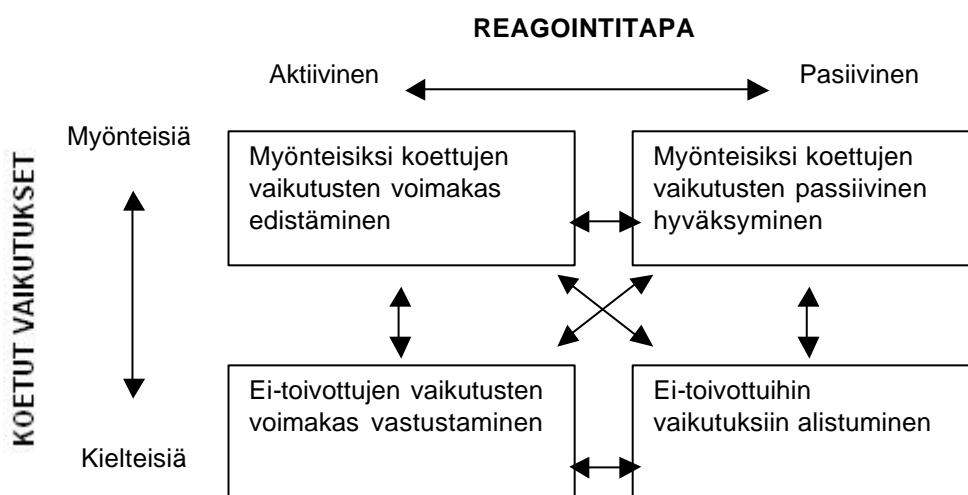 REAGOINTITAPA
Aktiivinen
Pasiivinen
KOETUT VAIKUTUKSET
Myönteisiä
Myönteisiksi koettujen
vaikutusten voimakas
edistäminen
Myönteisiksi koettujen
vaikutusten passiivinen
hyväksyminen
Kielteisiä
Ei-toivottujen vaikutusten
voimakas vastustaminen
Ei-toivottuihin
vaikutuksiin alistuminen